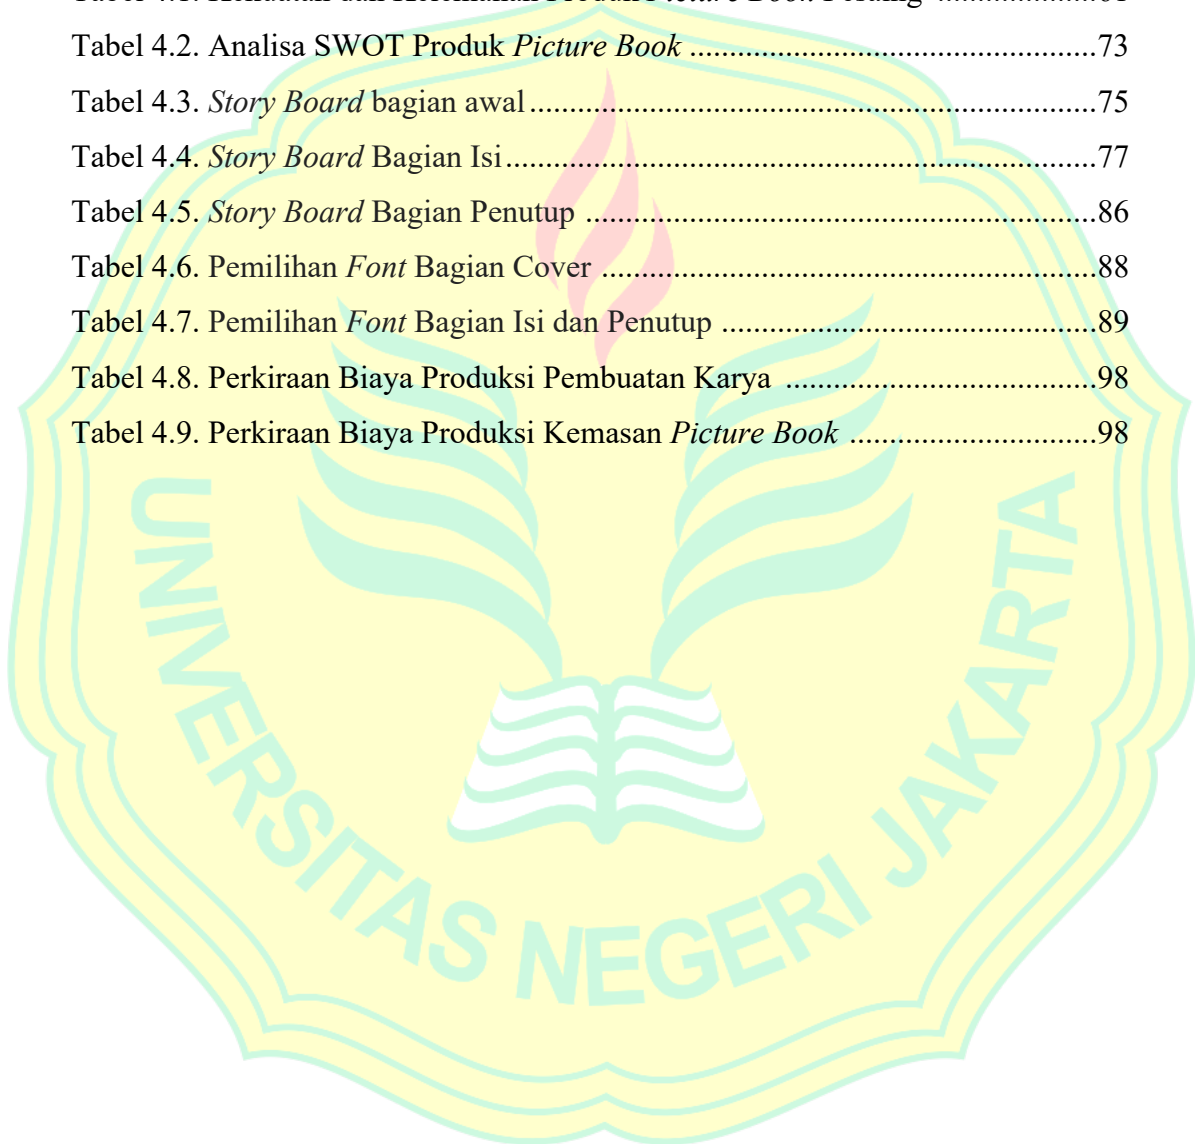 Tabel 4.2. Analisa SWOT Produk Picture Book ....................................................73
Tabel 4.3. Story Board bagian awal........................................................................75
Tabel 4.4. Story Board Bagian Isi...........................................................................77
Tabel 4.5. Story Board Bagian Penutup .................................................................86
Tabel 4.6. Pemilihan Font Bagian Cover ...............................................................88
Tabel 4.7. Pemilihan Font Bagian Isi dan Penutup ................................................89
Tabel 4.8. Perkiraan Biaya Produksi Pembuatan Karya ........................................98
Tabel 4.9. Perkiraan Biaya Produksi Kemasan Picture Book ...............................98
UNIVERSITAS NEGERI JAKARTA